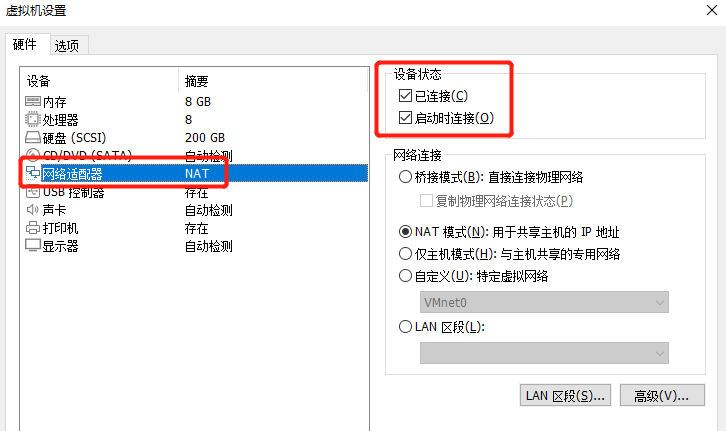 虚拟机设置
硬件 选项
设备 摘要
内存 8 GB
处理器 8
硬盘 (SCSI) 200 GB
CD/DVD (SATA) 自动检测
网络适配器 NAT
USB 控制器 存在
声卡 自动检测
打印机 存在
显示器 自动检测
设备状态
已连接(C)
启动时连接(O)
网络连接
桥接模式(B): 直接连接物理网络
复制物理网络连接状态(P)
NAT 模式(N): 用于共享主机的 IP 地址
仅主机模式(H): 与主机共享的专用网络
自定义(U): 特定虚拟网络
VMnet0
LAN 区段(L):
LAN 区段(S)... 高级(V)...